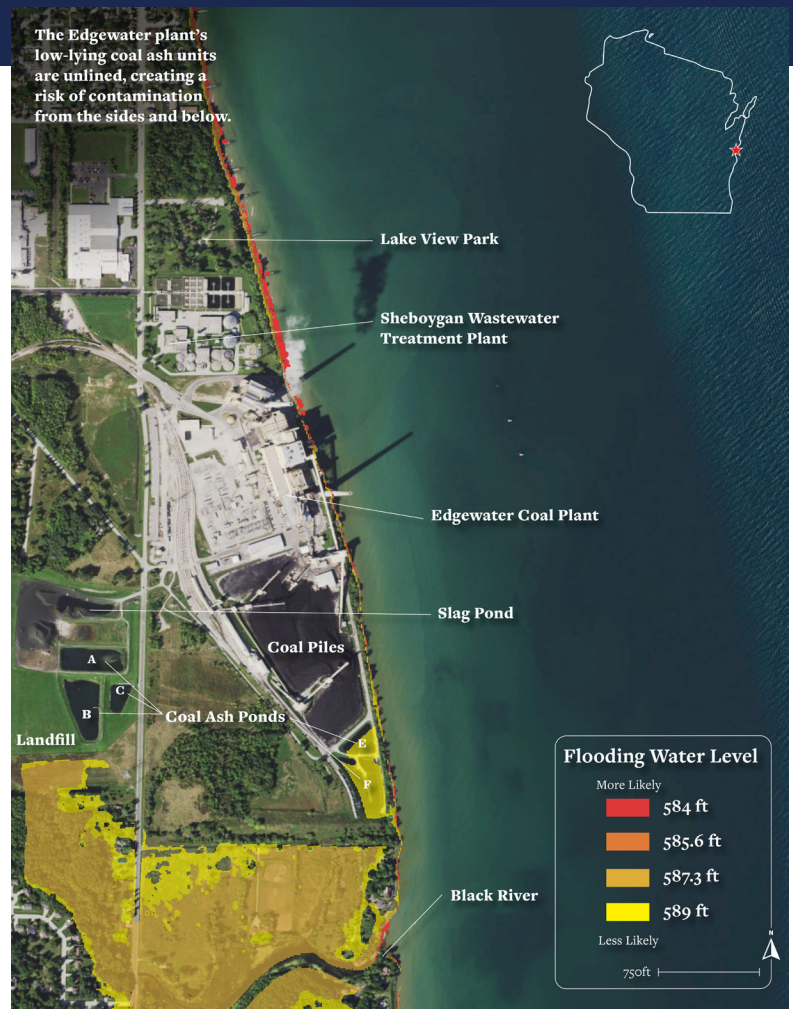 The Edgewater plant's
low-lying coal ash units
are unlined, creating a
risk of contamination
from the sides and below.
Lake View Park
Sheboygan Wastewater
Treatment Plant
Edgewater Coal Plant
Slag Pond
Coal Piles
A
B
C
Coal Ash Ponds
E
F
Landfill
Black River
Flooding Water Level
More Likely
584 ft
585.6 ft
587.3 ft
589 ft
Less Likely
N
750ft